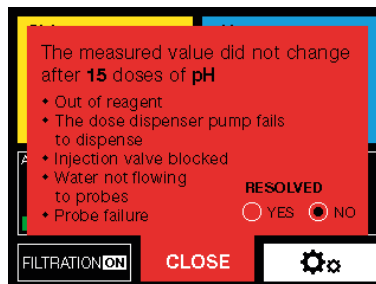 The measured value did not change
after 15 doses of pH
• Out of reagent
• The dose dispenser pump fails
to dispense
• Injection valve blocked
• Water not flowing
to probes
• Probe failure
RESOLVED
YES NO
FILTRATION ON
CLOSE